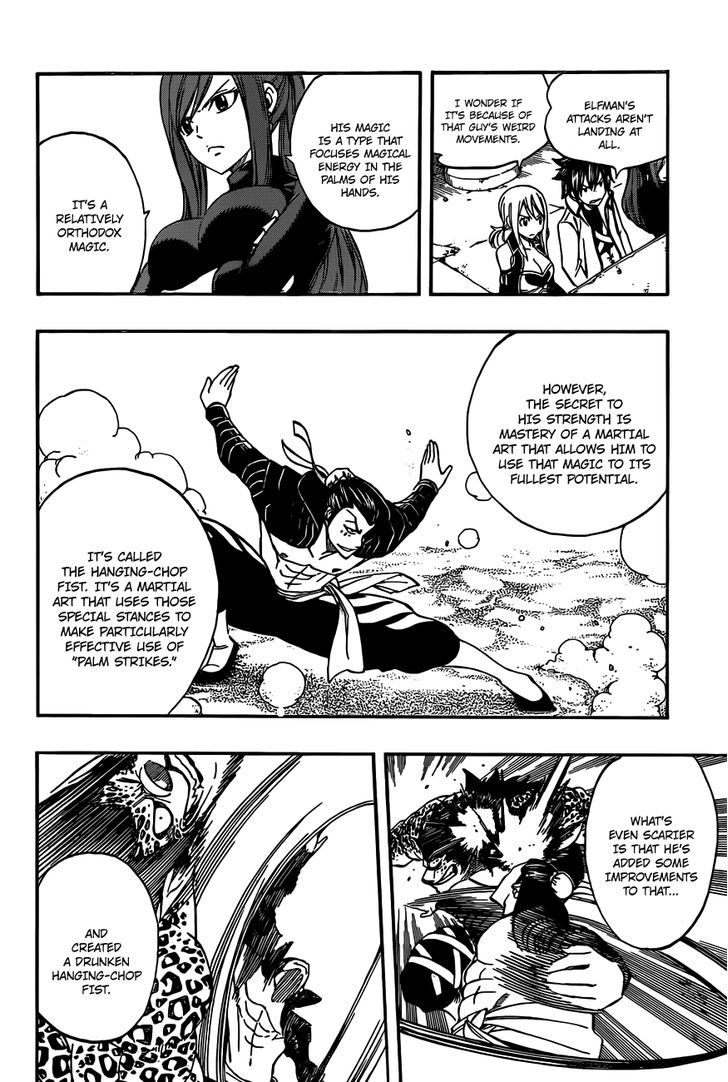 ELFMAN'S
ATTACKS AREN'T
LANDING AT
ALL.
I WONDER IF
IT'S BECAUSE OF
THAT GUY'S WEIRD
MOVEMENTS.
HIS MAGIC
IS A TYPE THAT
FOCUSES MAGICAL
ENERGY IN THE
PALMS OF HIS
HANDS.
IT'S A
RELATIVELY
ORTHODOX
MAGIC.
HOWEVER,
THE SECRET TO
HIS STRENGTH IS
MASTERY OF A MARTIAL
ART THAT ALLOWS HIM TO
USE THAT MAGIC TO ITS
FULLEST POTENTIAL.
IT'S CALLED
THE HANGING-CHOP
FIST. IT'S A MARTIAL
ART THAT USES THOSE
SPECIAL STANCES TO
MAKE PARTICULARLY
EFFECTIVE USE OF
"PALM STRIKES."
WHAT'S
EVEN SCARIER
IS THAT HE'S
ADDED SOME
IMPROVEMENTS
TO THAT...
AND
CREATED
A DRUNKEN
HANGING-CHOP
FIST.